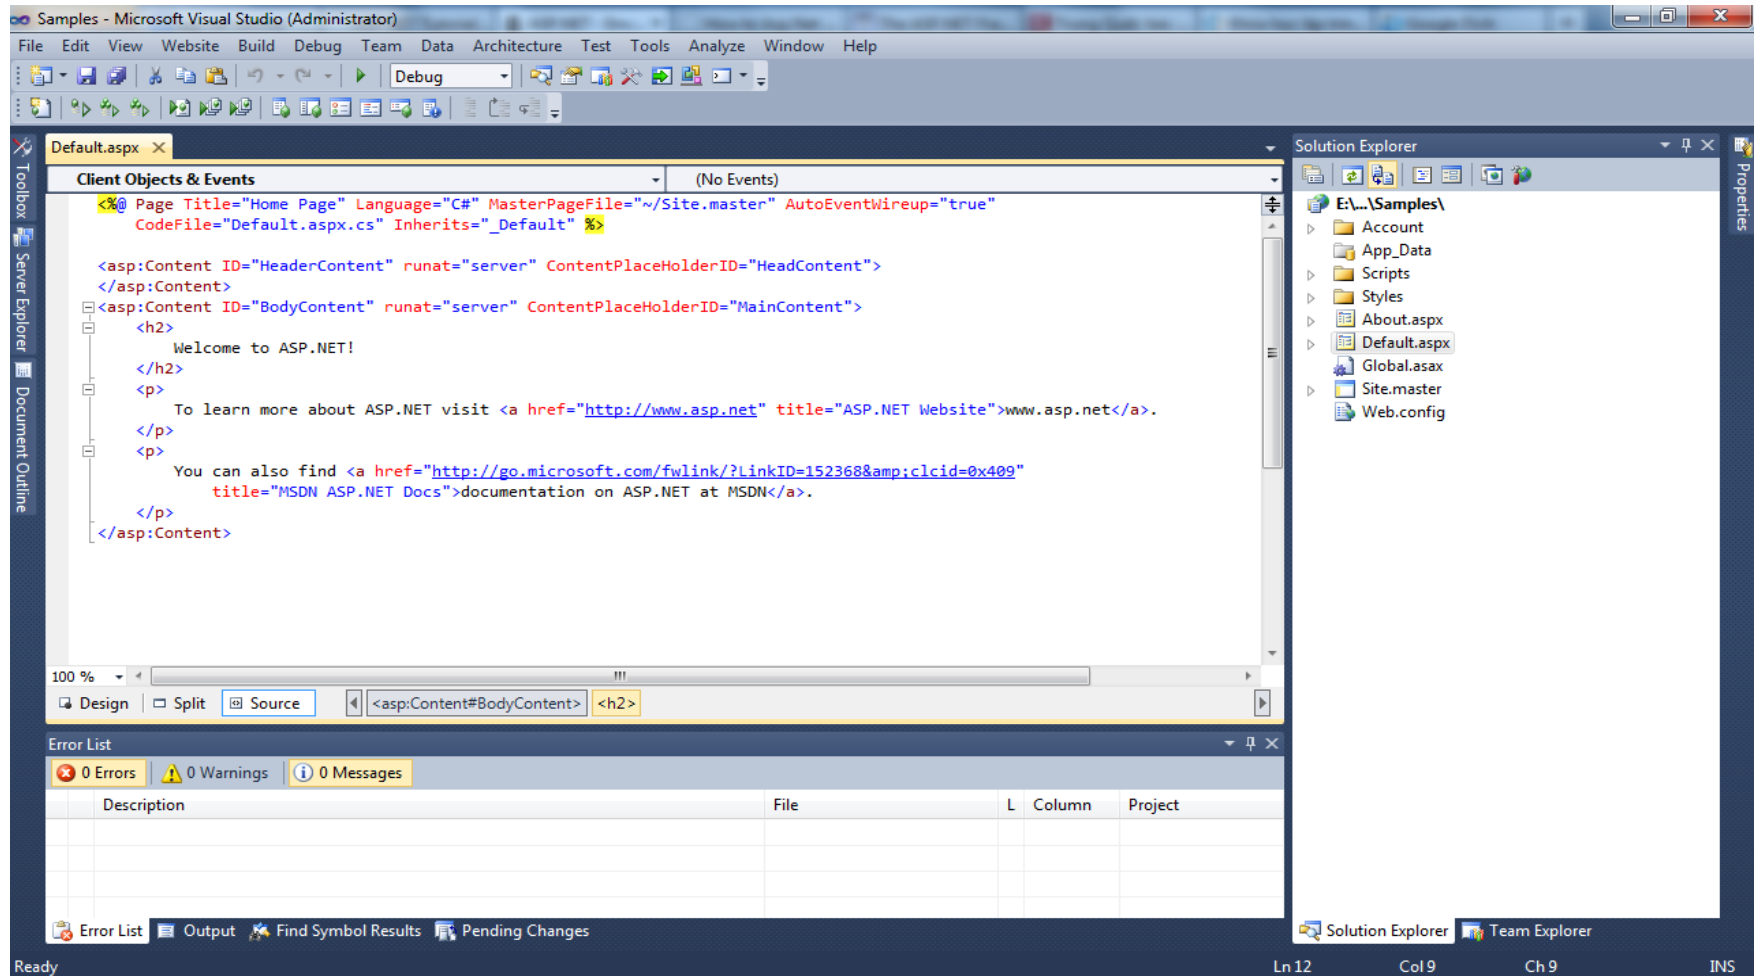 Samples - Microsoft Visual Studio (Administrator)
File Edit View Website Build Debug Team Data Architecture Test Tools Analyze Window Help
Debug
Toolbox
Server Explorer
Document Outline
Default.aspx
Client Objects & Events
(No Events)
<%@ Page Title="Home Page" Language="C#" MasterPageFile="~/Site.master" AutoEventWireup="true"
CodeFile="Default.aspx.cs" Inherits="_Default" %>
<asp:Content ID="HeaderContent" runat="server" ContentPlaceHolderID="HeadContent">
</asp:Content>
<asp:Content ID="BodyContent" runat="server" ContentPlaceHolderID="MainContent">
<h2>
Welcome to ASP.NET!
</h2>
<p>
To learn more about ASP.NET visit <a href="http://www.asp.net" title="ASP.NET Website">www.asp.net</a>.
</p>
<p>
You can also find <a href="http://go.microsoft.com/fwlink/?LinkID=152368&amp;clcid=0x409"
title="MSDN ASP.NET Docs">documentation on ASP.NET at MSDN</a>.
</p>
</asp:Content>
100 %
Design Split Source <asp:Content#BodyContent> <h2>
Error List
0 Errors 0 Warnings 0 Messages
Description File L Column Project
Error List Output Find Symbol Results Pending Changes
Solution Explorer
E:\...\Samples\
Account
App_Data
Scripts
Styles
About.aspx
Default.aspx
Global.asax
Site.master
Web.config
Solution Explorer Team Explorer
Properties
Ready Ln 12 Col 9 Ch 9 INS